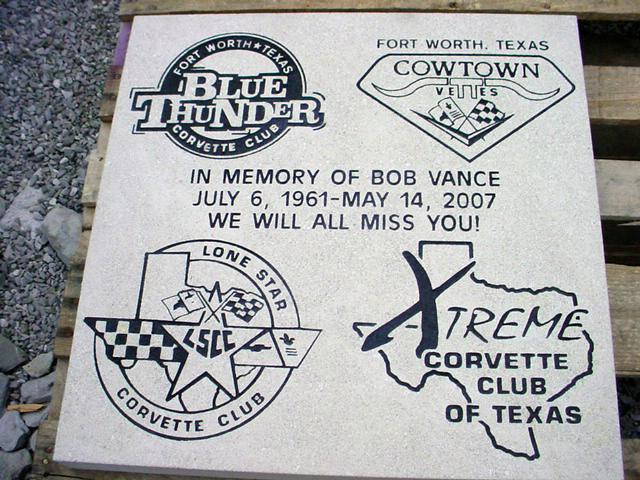 FORT WORTH★TEXAS
BLUE
THUNDER
CORVETTE CLUB
FORT WORTH, TEXAS
COWTOWN
VETTES
IN MEMORY OF BOB VANCE
JULY 6, 1961-MAY 14, 2007
WE WILL ALL MISS YOU!
LONE STAR
LSCC
CORVETTE CLUB
XTREME
CORVETTE
CLUB
OF TEXAS